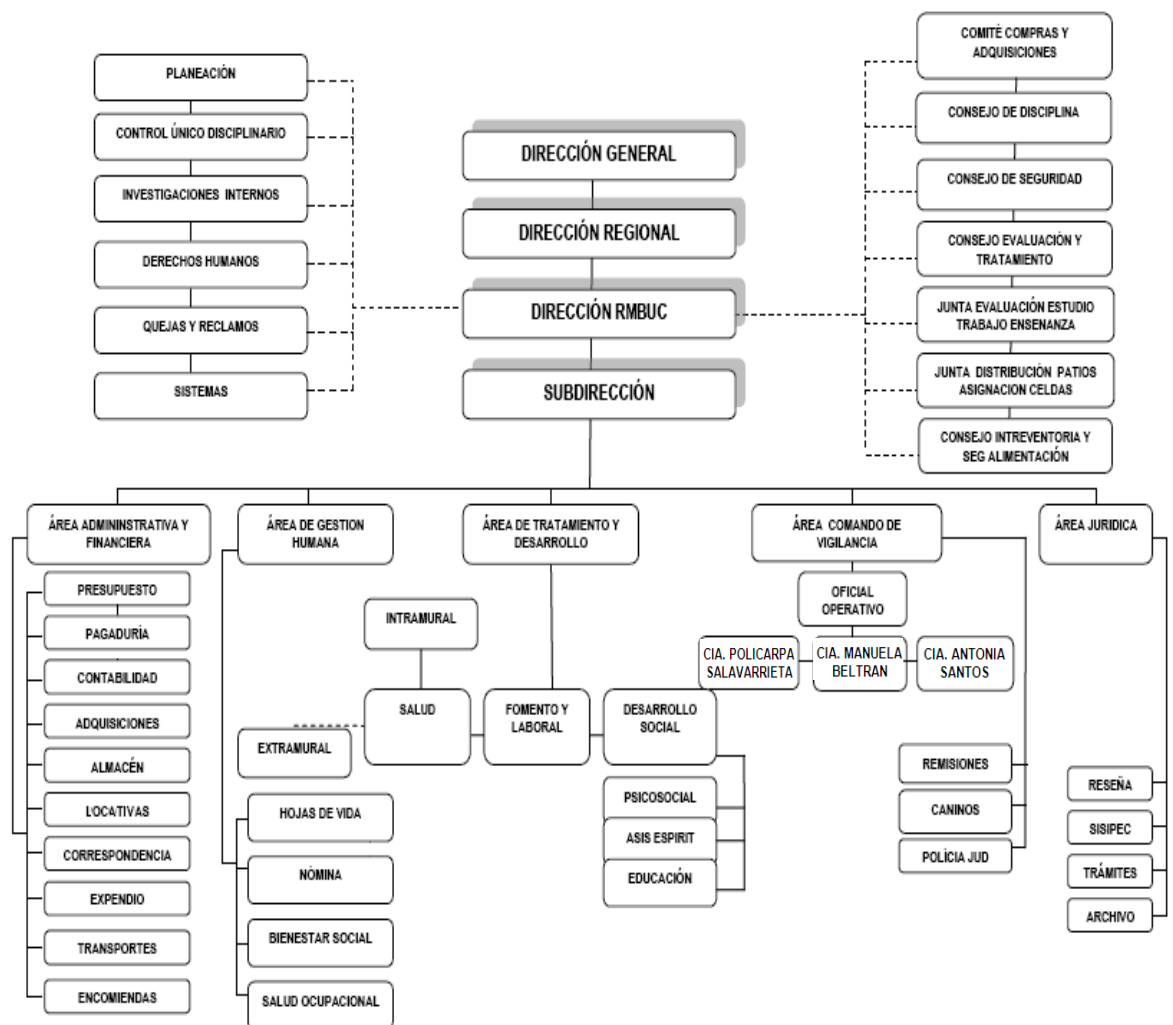 PLANEACIÓN
CONTROL ÚNICO DISCIPLINARIO
INVESTIGACIONES INTERNOS
DERECHOS HUMANOS
QUEJAS Y RECLAMOS
SISTEMAS
DIRECCIÓN GENERAL
DIRECCIÓN REGIONAL
DIRECCIÓN RMBUC
SUBDIRECCIÓN
COMITÉ COMPRAS Y
ADQUISICIONES
CONSEJO DE DISCIPLINA
CONSEJO DE SEGURIDAD
CONSEJO EVALUACIÓN Y
TRATAMIENTO
JUNTA EVALUACIÓN ESTUDIO
TRABAJO ENSENANZA
JUNTA DISTRIBUCIÓN PATIOS
ASIGNACION CELDAS
CONSEJO INTREVENTORIA Y
SEG ALIMENTACIÓN
ÁREA ADMININSTRATIVA Y
FINANCIERA
PRESUPUESTO
PAGADURÍA
CONTABILIDAD
ADQUISICIONES
ALMACÉN
LOCATIVAS
CORRESPONDENCIA
EXPENDIO
TRANSPORTES
ENCOMIENDAS
ÁREA DE GESTION
HUMANA
HOJAS DE VIDA
NÓMINA
BIENESTAR SOCIAL
SALUD OCUPACIONAL
ÁREA DE TRATAMIENTO Y
DESARROLLO
INTRAMURAL
SALUD
EXTRAMURAL
FOMENTO Y
LABORAL
DESARROLLO
SOCIAL
PSICOSOCIAL
ASIS ESPIRIT
EDUCACIÓN
ÁREA COMANDO DE
VIGILANCIA
OFICIAL
OPERATIVO
CIA. POLICARPA
SALAVARRIETA
CIA. MANUELA
BELTRAN
CIA. ANTONIA
SANTOS
REMISIONES
CANINOS
POLÍCIA JUD
ÁREA JURIDICA
RESEÑA
SISIPEC
TRÁMITES
ARCHIVO